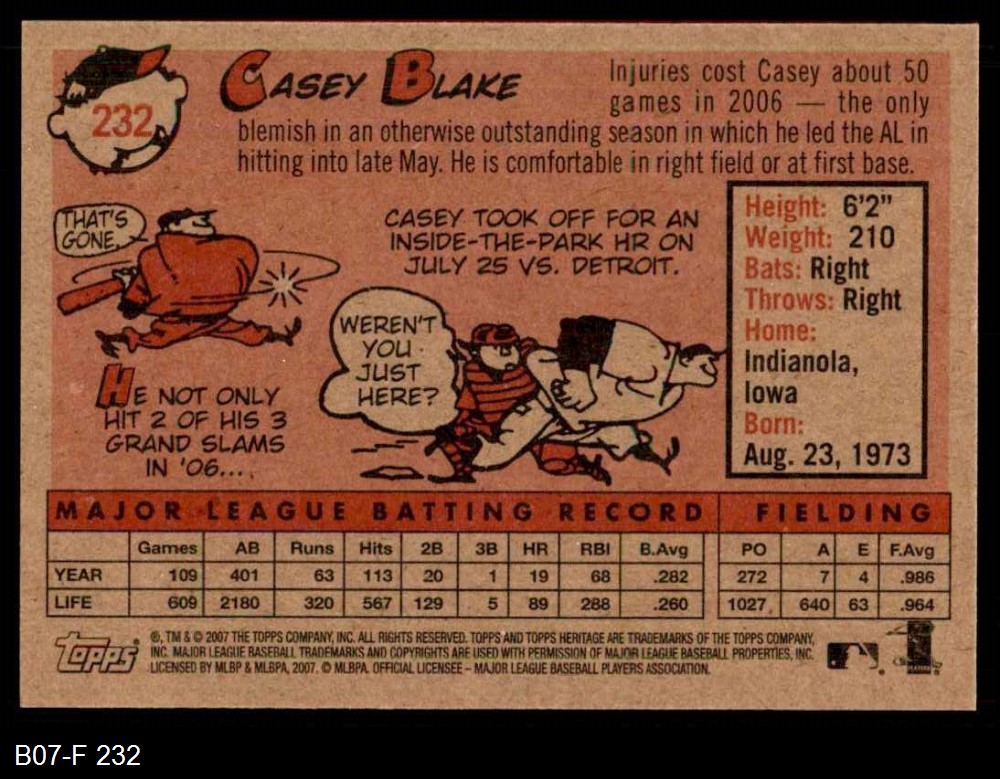 232
CASEY BLAKE
Injuries cost Casey about 50
games in 2006 — the only
blemish in an otherwise outstanding season in which he led the AL in
hitting into late May. He is comfortable in right field or at first base.
THAT'S
GONE.
CASEY TOOK OFF FOR AN
INSIDE-THE-PARK HR ON
JULY 25 VS. DETROIT.
WEREN'T
YOU
JUST
HERE?
HE NOT ONLY
HIT 2 OF HIS 3
GRAND SLAMS
IN '06....
Height: 6'2"
Weight: 210
Bats: Right
Throws: Right
Home:
Indianola,
Iowa
Born:
Aug. 23, 1973
MAJOR LEAGUE BATTING RECORD FIELDING
Games AB Runs Hits 2B 3B HR RBI B.Avg PO A E F.Avg
YEAR 109 401 63 113 20 1 19 68 .282 272 7 4 .986
LIFE 609 2180 320 567 129 5 89 288 .260 1027 640 63 .964
Topps
®, TM & © 2007 THE TOPPS COMPANY, INC. ALL RIGHTS RESERVED. TOPPS AND TOPPS HERITAGE ARE TRADEMARKS OF THE TOPPS COMPANY,
INC. MAJOR LEAGUE BASEBALL TRADEMARKS AND COPYRIGHTS ARE USED WITH PERMISSION OF MAJOR LEAGUE BASEBALL PROPERTIES, INC.
LICENSED BY MLBP & MLBPA, 2007. © MLBPA. OFFICIAL LICENSEE – MAJOR LEAGUE BASEBALL PLAYERS ASSOCIATION.
B07-F 232